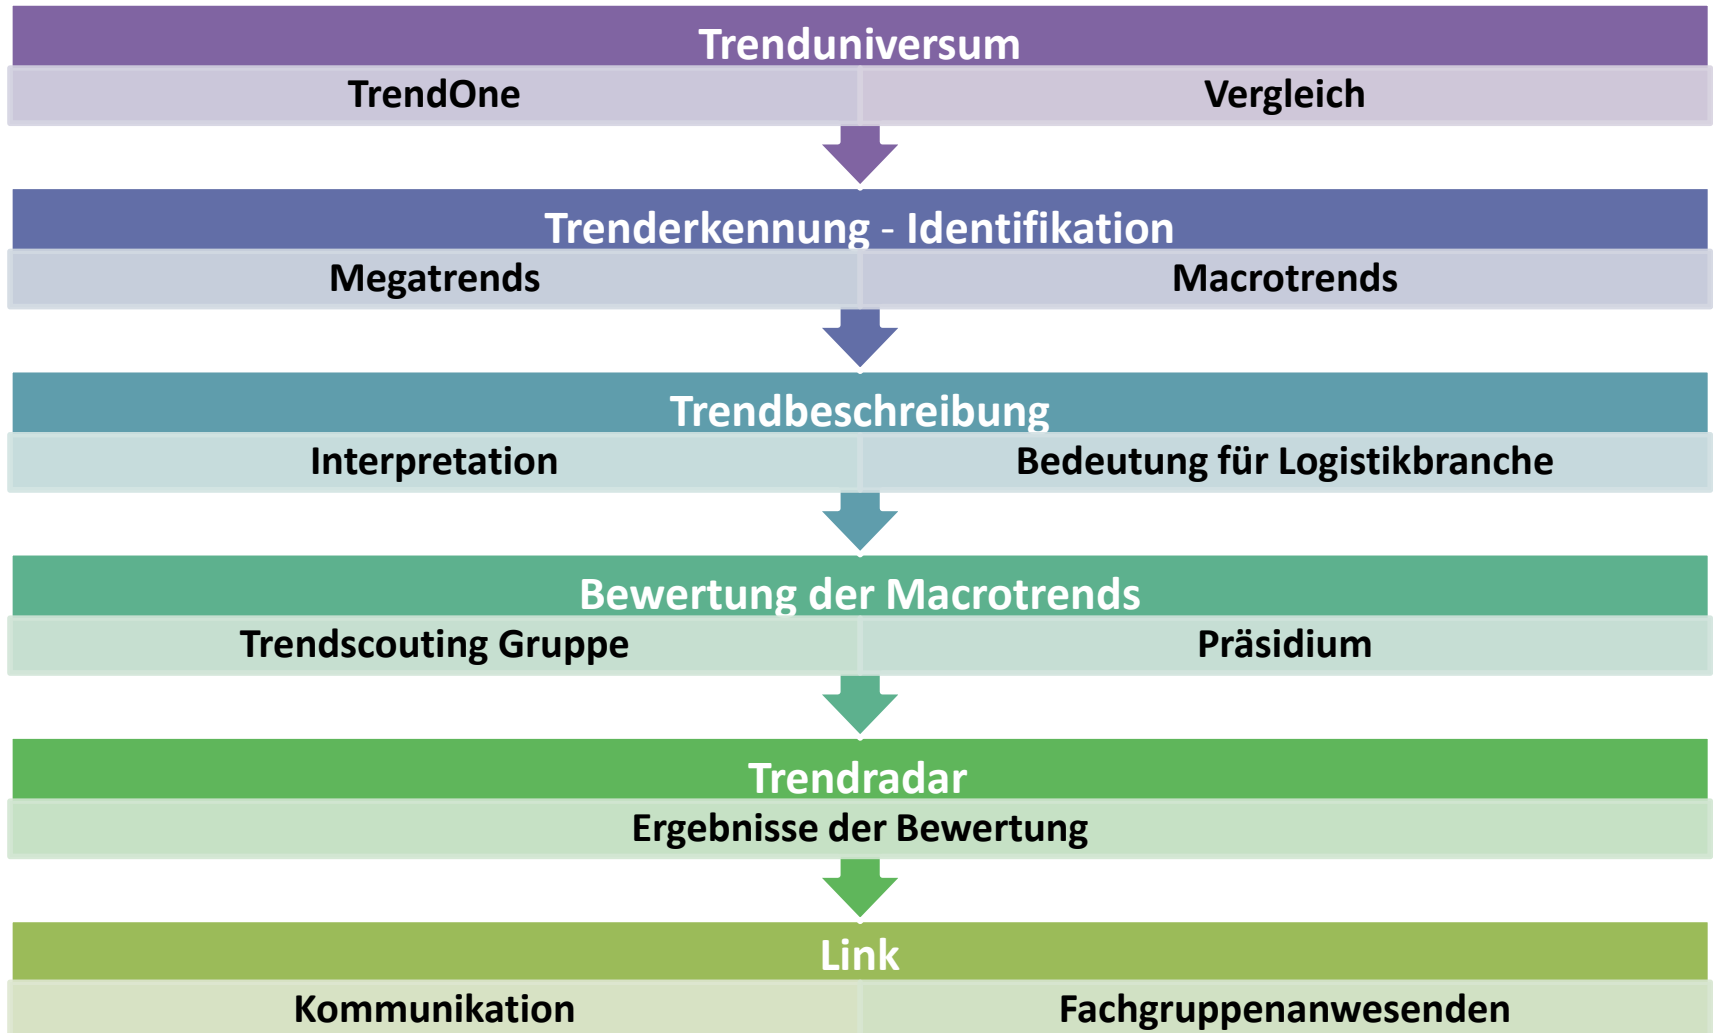 Trenduniversum
TrendOne
Vergleich
Trenderkennung - Identifikation
Megatrends
Macrotrends
Trendbeschreibung
Interpretation
Bedeutung für Logistikbranche
Bewertung der Macrotrends
Trendscouting Gruppe
Präsidium
Trendradar
Ergebnisse der Bewertung
Link
Kommunikation
Fachgruppenanwesenden